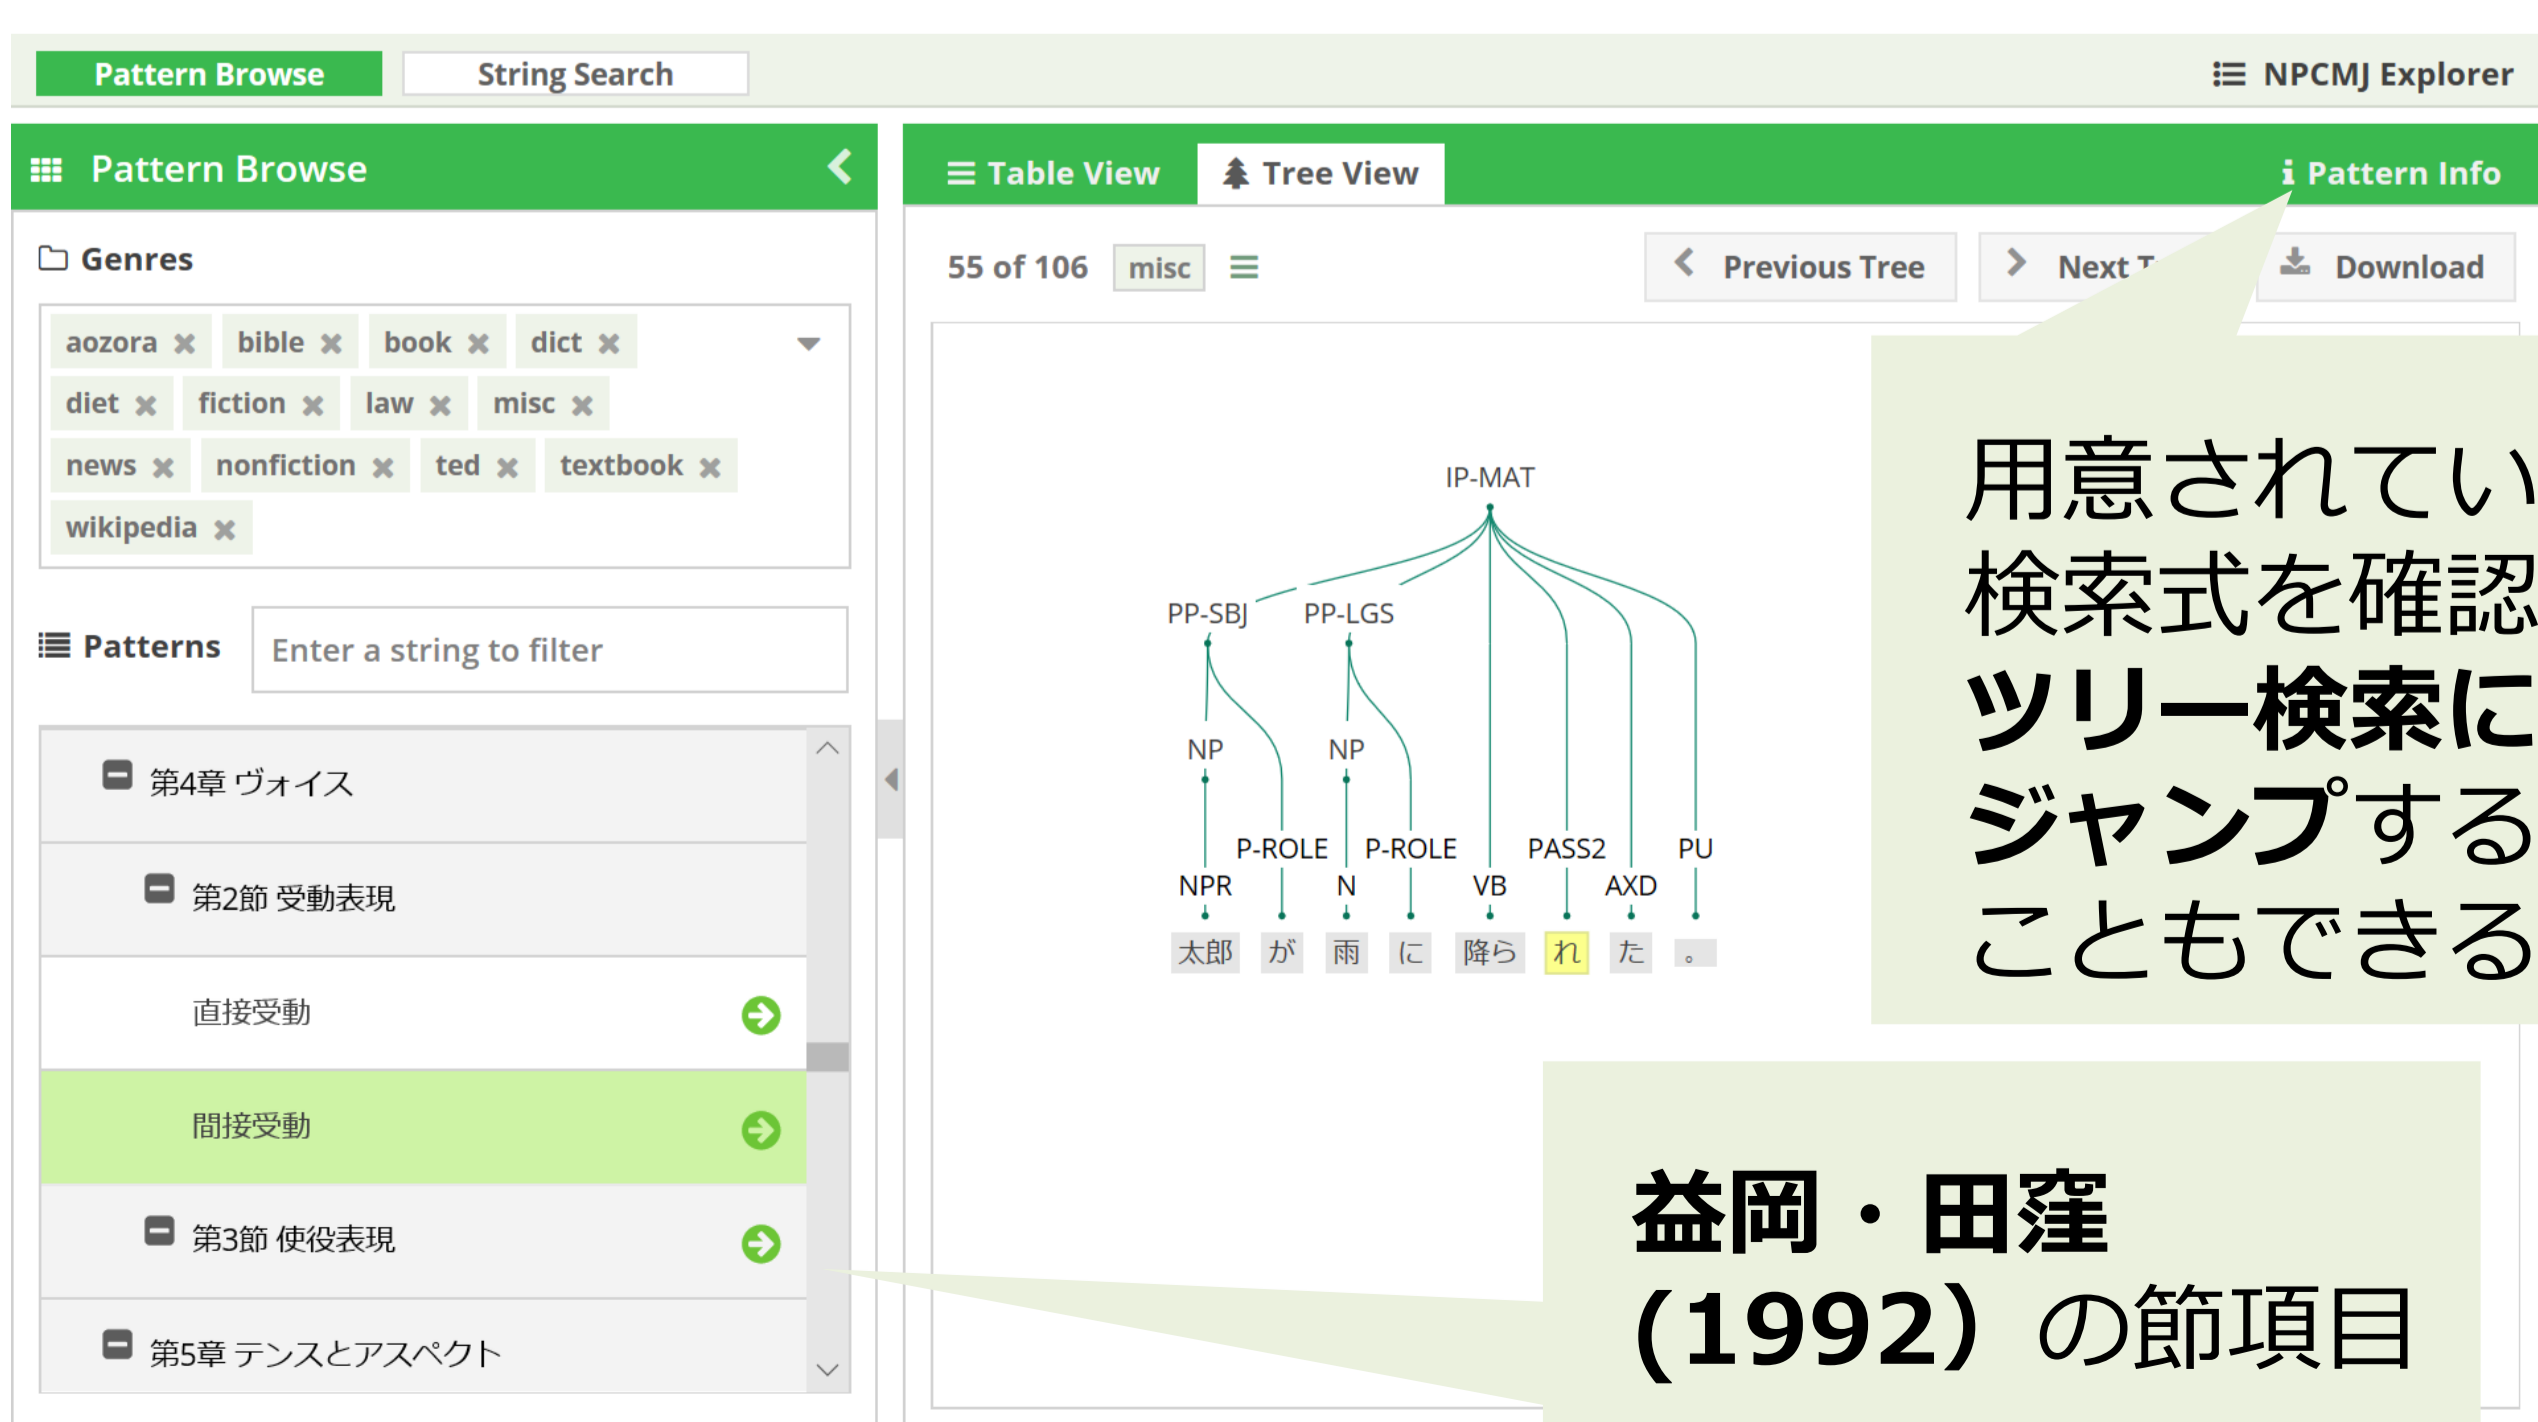 Pattern Browse
String Search
NPCMJ Explorer
Pattern Browse
Genres
aozora bible book dict
diet fiction law misc
news nonfiction ted textbook
wikipedia
Patterns Enter a string to filter
第4章 ヴォイス
第2節 受動表現
直接受動
間接受動
第3節 使役表現
第5章 テンスとアスペクト
Table View Tree View Pattern Info
55 of 106 misc Previous Tree Next Download
IP-MAT
PP-SBJ PP-LGS
NP NP
P-ROLE P-ROLE PASS2 PU
NPR N VB AXD
太郎 が 雨 に 降ら れ た 。
用意されてい
検索式を確認
ツリー検索に
ジャンプする
こともできる
益岡・田窪
(1992）の節項目